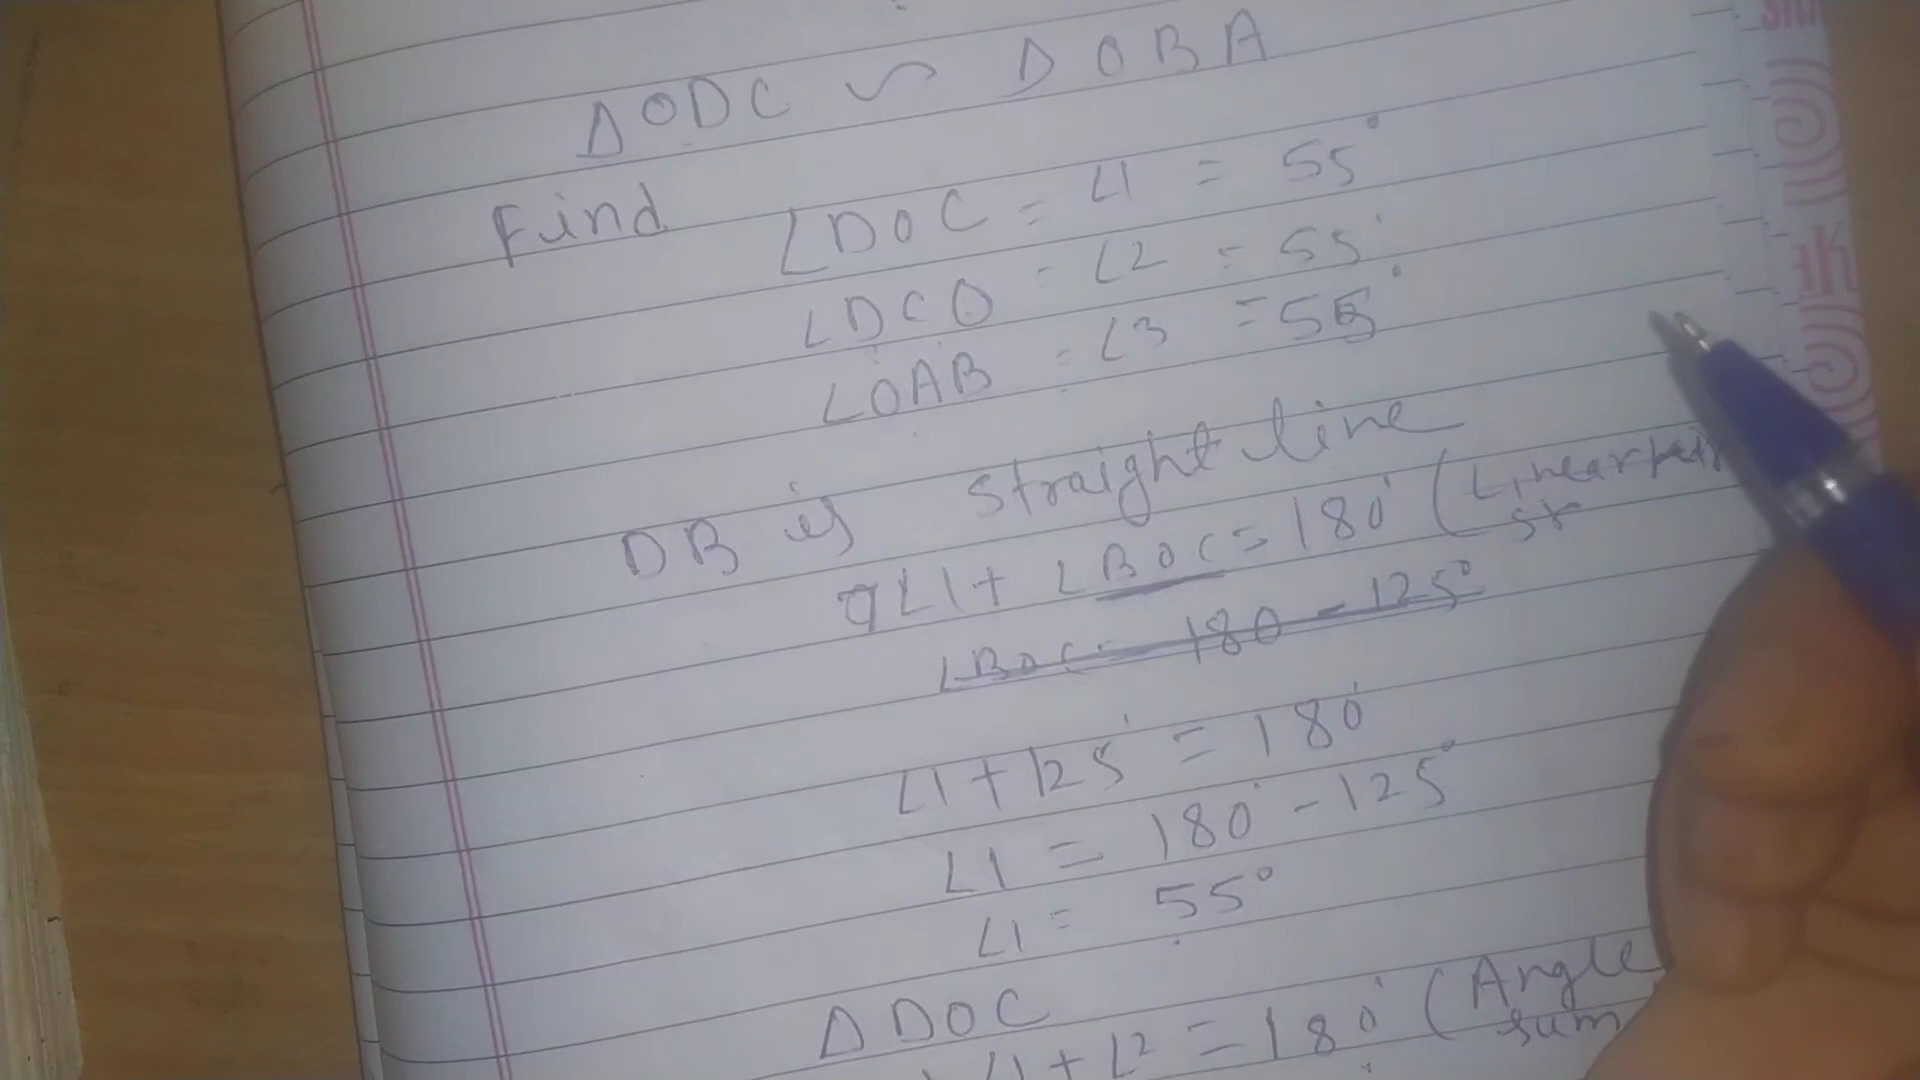 ΔODC ~ ΔOBA
Find ∠DOC = ∠1 = 55°
∠DCO = ∠2 = 55°
∠OAB = ∠3 = 55°
DB is straight line
∠1 + ∠BOC = 180° (Linear pair
∠BOC = 180 - 125°
∠1 + 125° = 180°
∠1 = 180° - 125°
∠1 = 55°
ΔDOC
∠1 + ∠2 = 180° (Angle
sum